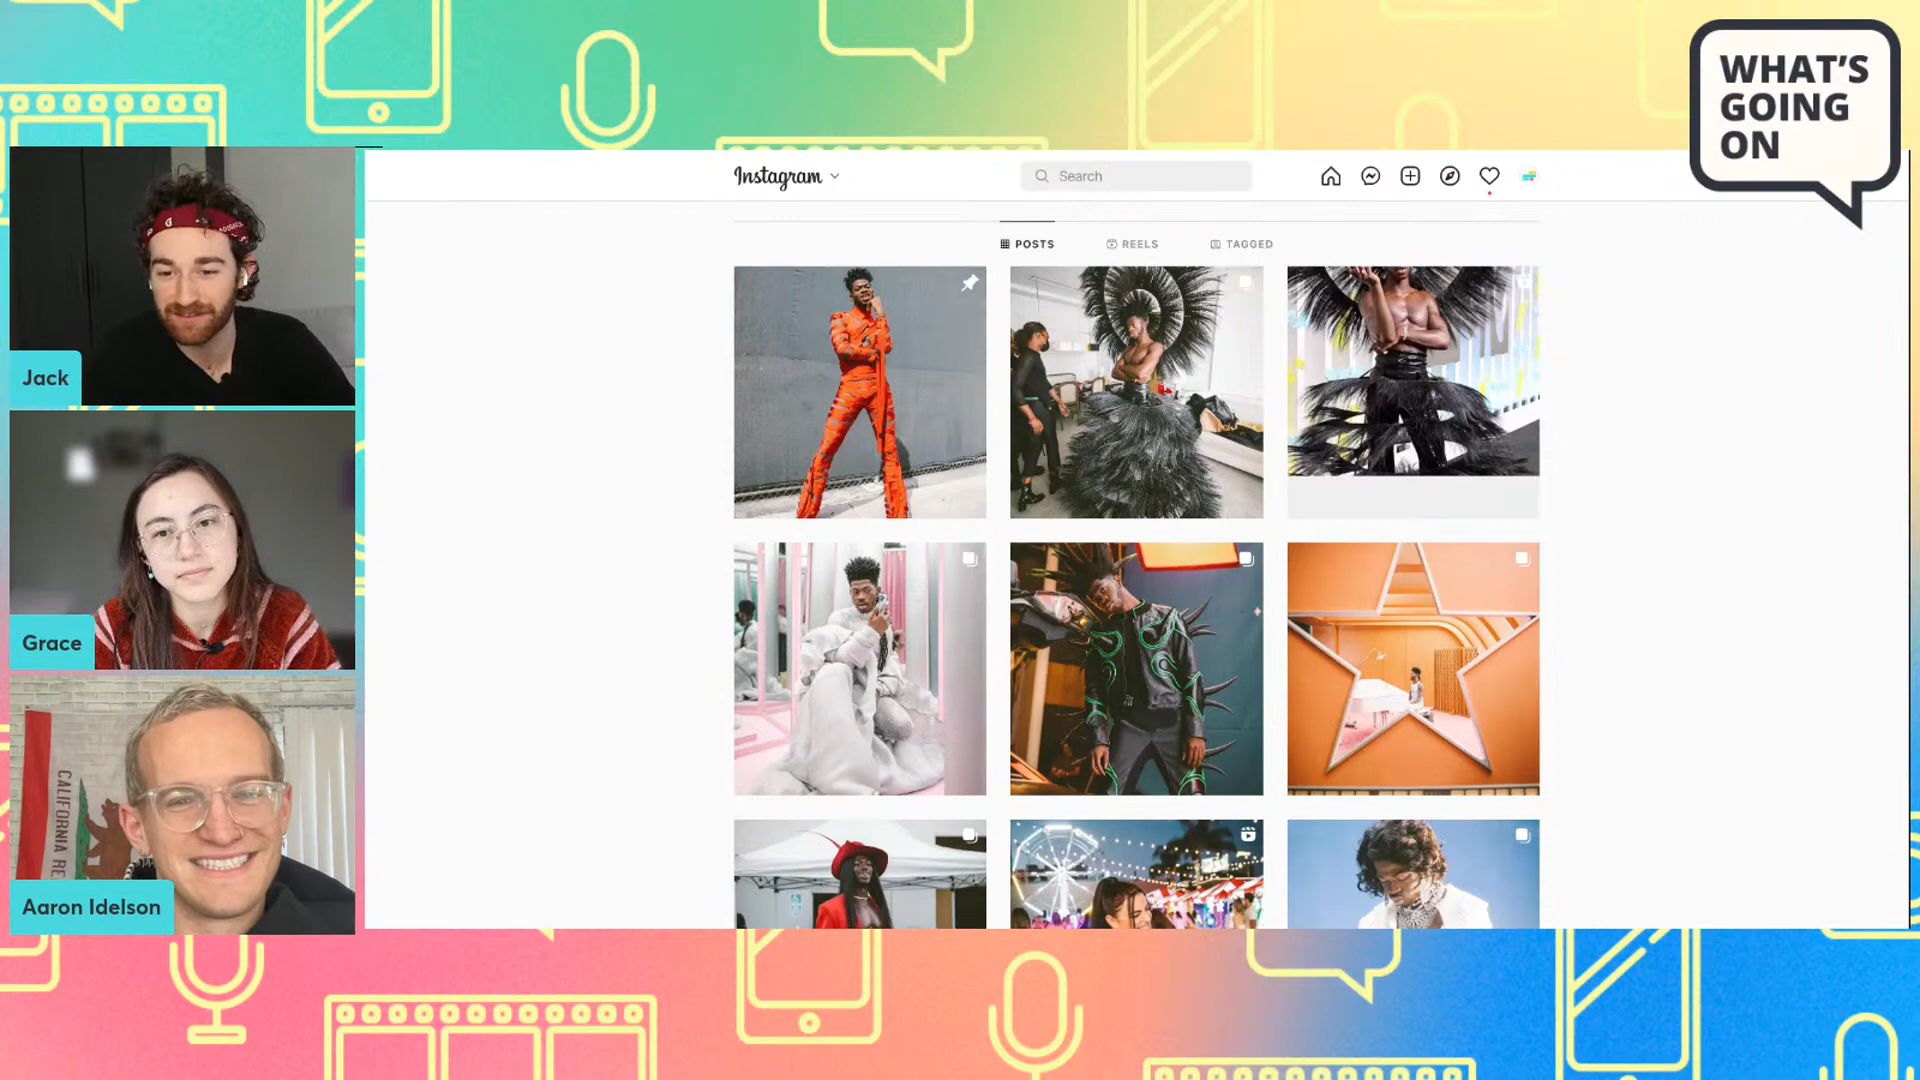 WHAT'S
GOING
ON
Instagram
Search
POSTS
REELS
TAGGED
Jack
Grace
CALIFORNIA RE
Aaron Idelson